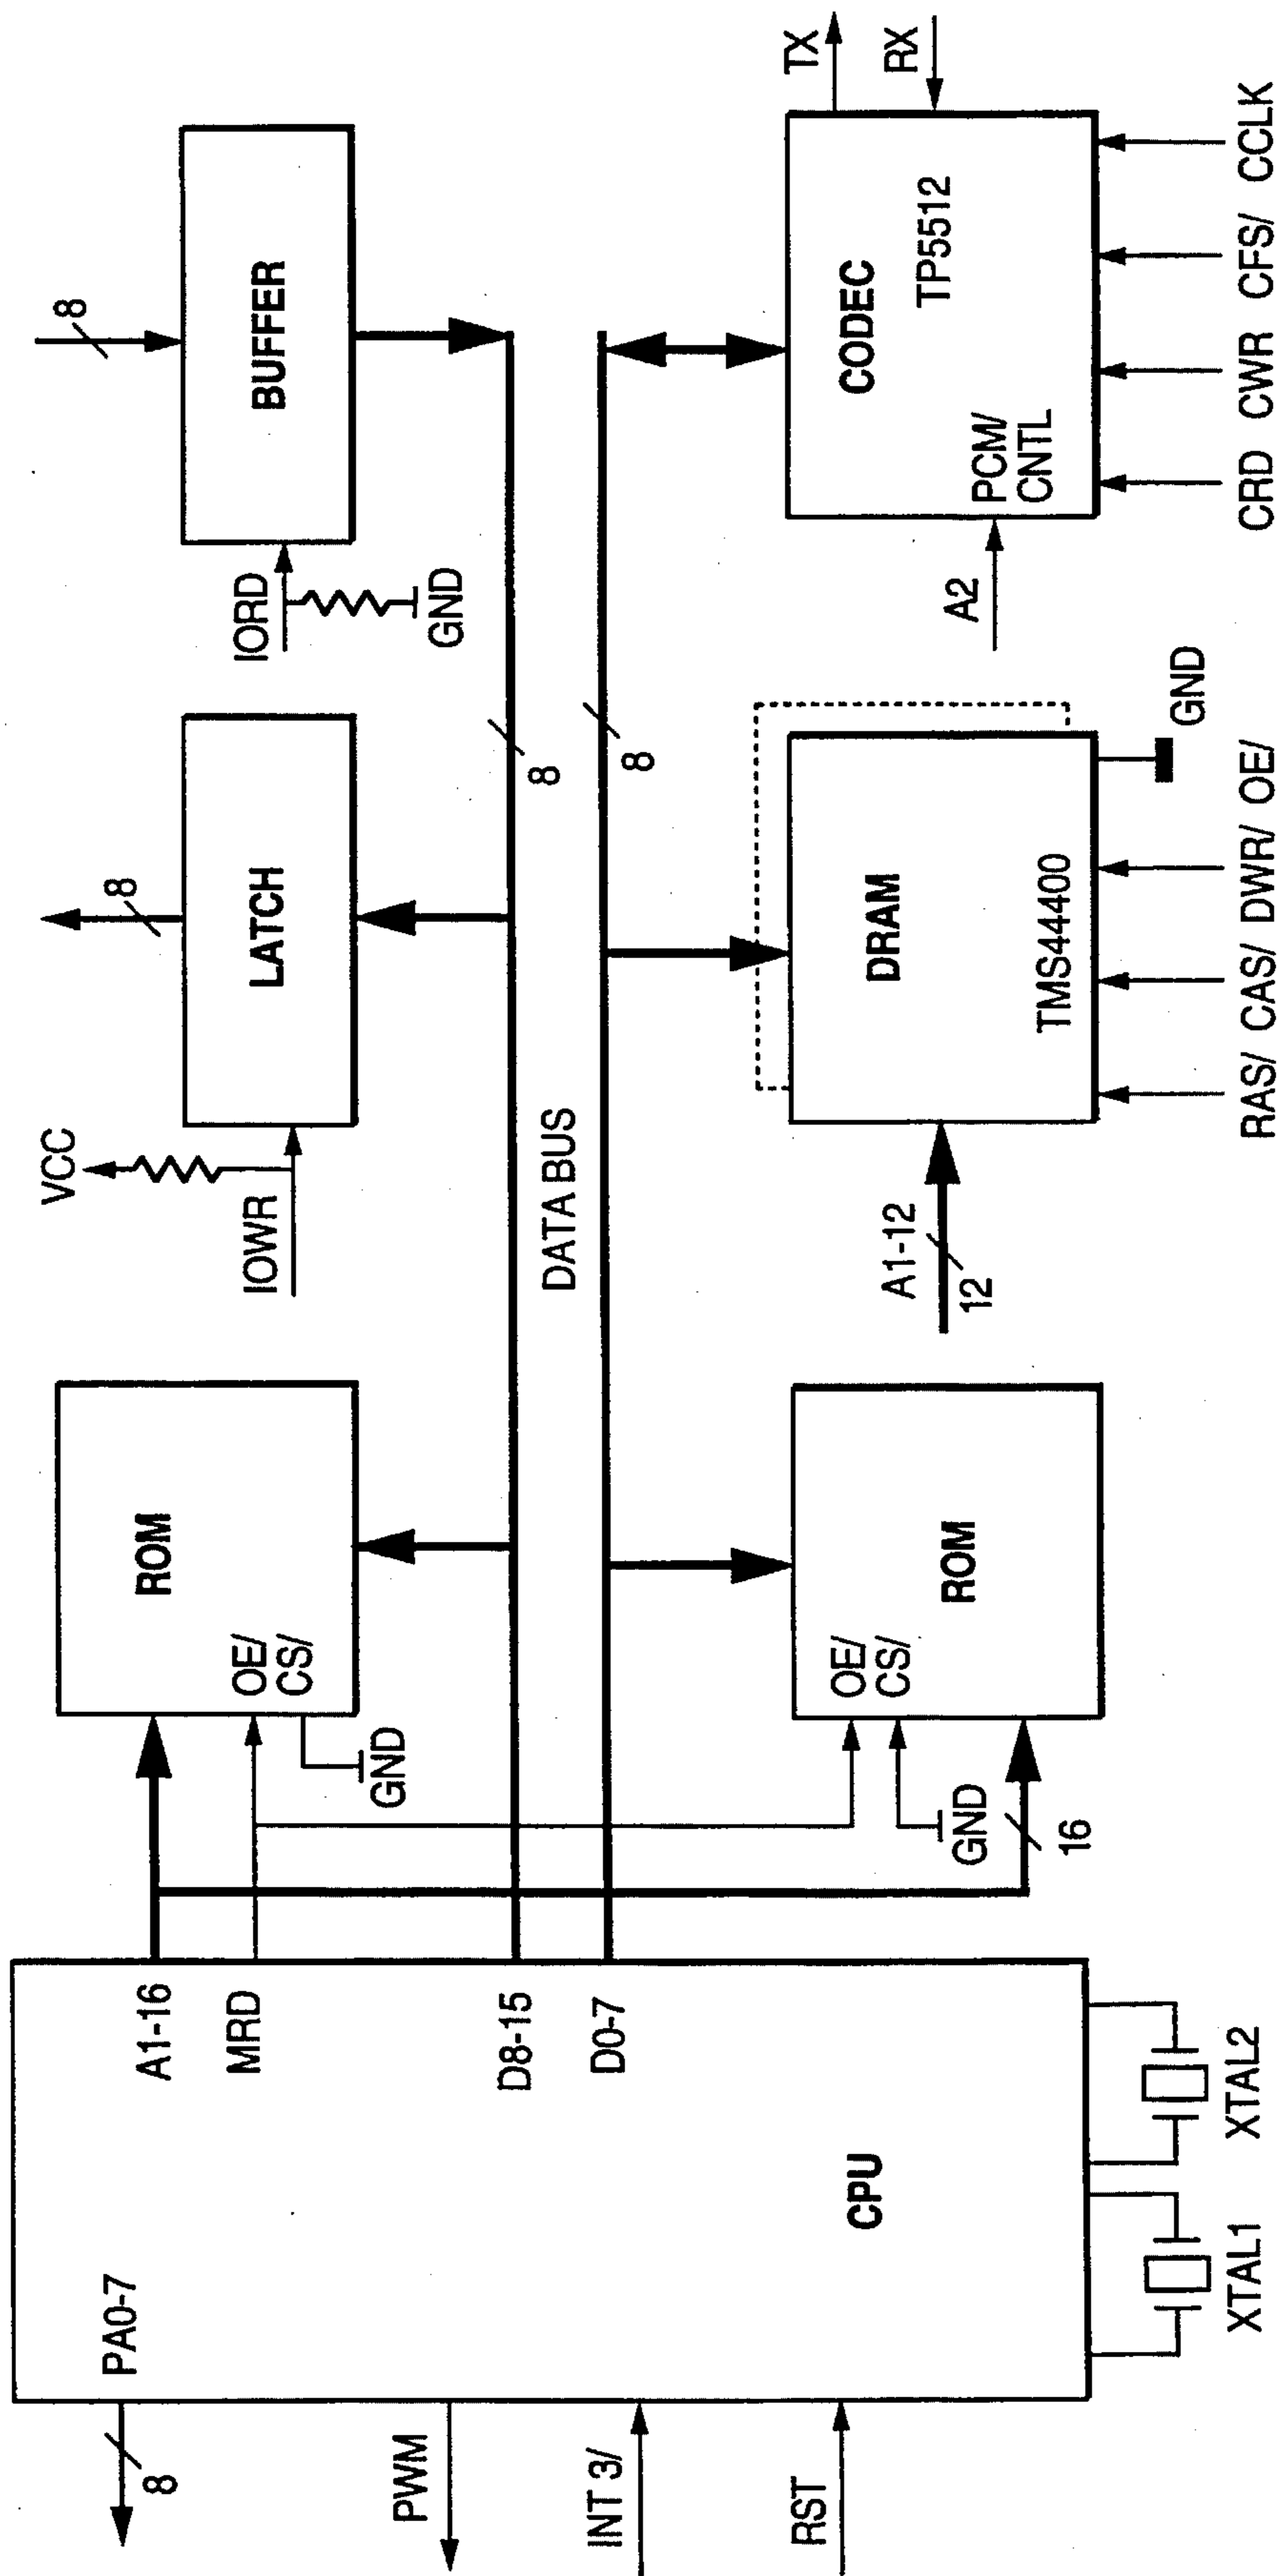 PA0-7
8
PWM
INT 3/
RST
CPU
A1-16
MRD
D8-15
D0-7
XTAL1
XTAL2
ROM
OE/
CS/
GND
ROM
OE/
CS/
GND
16
DATA BUS
VCC
IOWR
LATCH
8
8
8
IORD
GND
BUFFER
8
A1-12
12
DRAM
TMS44400
RAS/ CAS/ DWR/ OE/
GND
A2
CODEC
TP5512
PCM/
CNTL
TX
RX
CRD CWR CFS/ CCLK